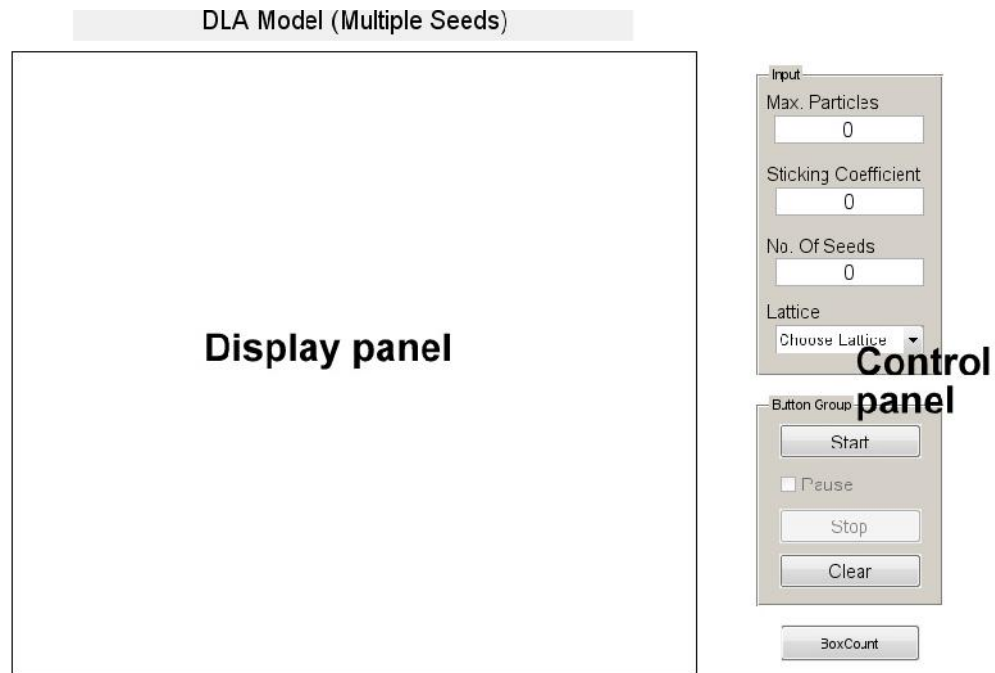 DLA Model (Multiple Seeds)
Display panel
Input
Max. Particles
0
Sticking Coefficient
0
No. Of Seeds
0
Lattice
Choose Lattice
Control
panel
Button Group
Start
Pause
Stop
Clear
BoxCount